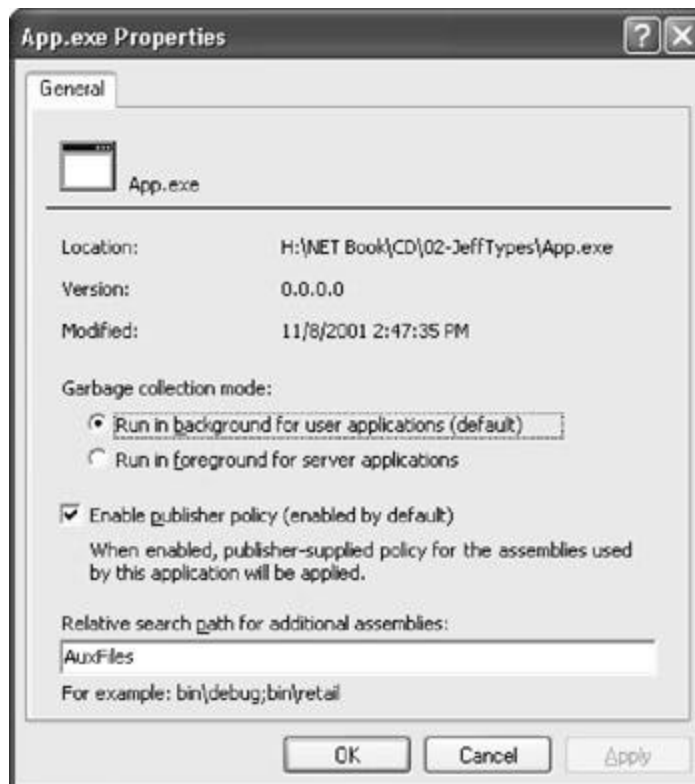 App.exe Properties
General
App.exe
Location: H:\NET Book\CD\02-JeffTypes\App.exe
Version: 0.0.0.0
Modified: 11/8/2001 2:47:35 PM
Garbage collection mode:
Run in background for user applications (default)
Run in foreground for server applications
Enable publisher policy (enabled by default)
When enabled, publisher-supplied policy for the assemblies used
by this application will be applied.
Relative search path for additional assemblies:
AuxFiles
For example: bin\debug;bin\retail
OK Cancel Apply